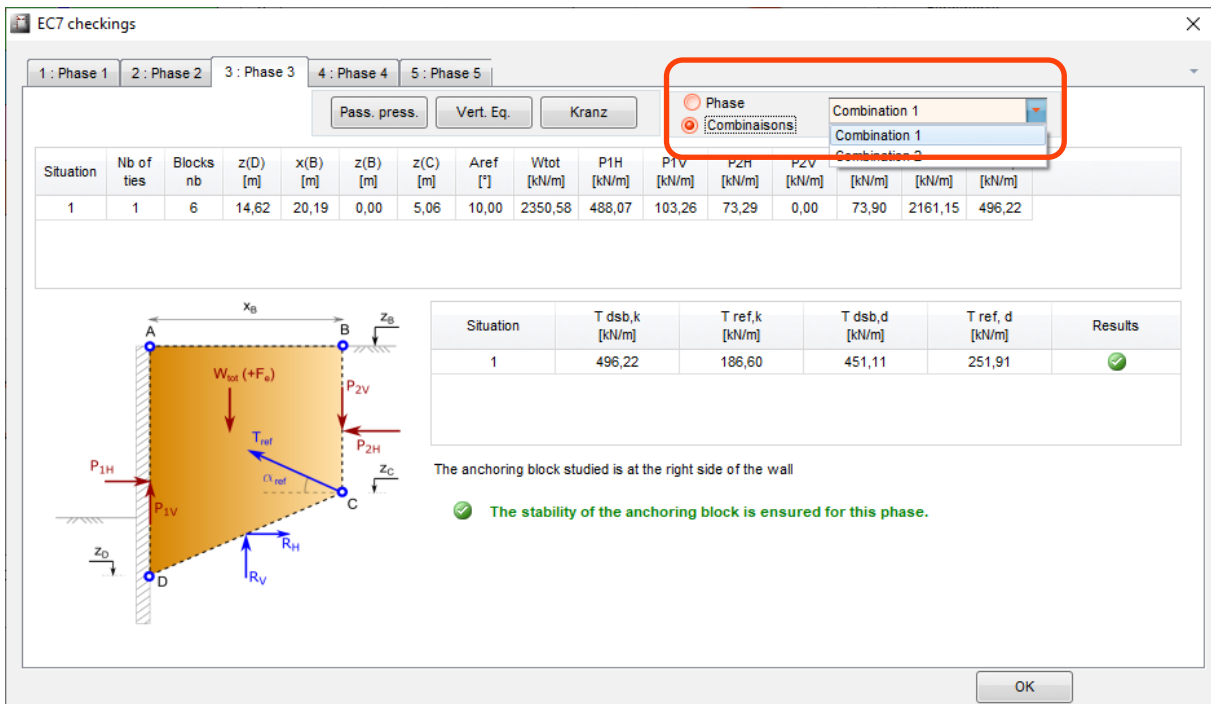 EC7 checkings
1 : Phase 1 2 : Phase 2 3 : Phase 3 4 : Phase 4 5 : Phase 5
Pass. press. Vert. Eq. Kranz
Phase
Combinaisons
Combination 1
Combination 1
Combination 2
Situation Nb of ties Blocks nb z(D) [m] x(B) [m] z(B) [m] z(C) [m] Aref [°] Wtot [kN/m] P1H [kN/m] P1V [kN/m] P2H [kN/m] P2V [kN/m] [kN/m] [kN/m] [kN/m]
1 1 6 14,62 20,19 0,00 5,06 10,00 2350,58 488,07 103,26 73,29 0,00 73,90 2161,15 496,22
Situation T dsb,k [kN/m] T ref,k [kN/m] T dsb,d [kN/m] T ref, d [kN/m] Results
1 496,22 186,60 451,11 251,91
xB
A
B
zB
Wtot (+Fe)
P2V
Tref
P2H
P1H
αref
zC
C
P1V
RH
zD
D
RV
The anchoring block studied is at the right side of the wall
The stability of the anchoring block is ensured for this phase.
OK